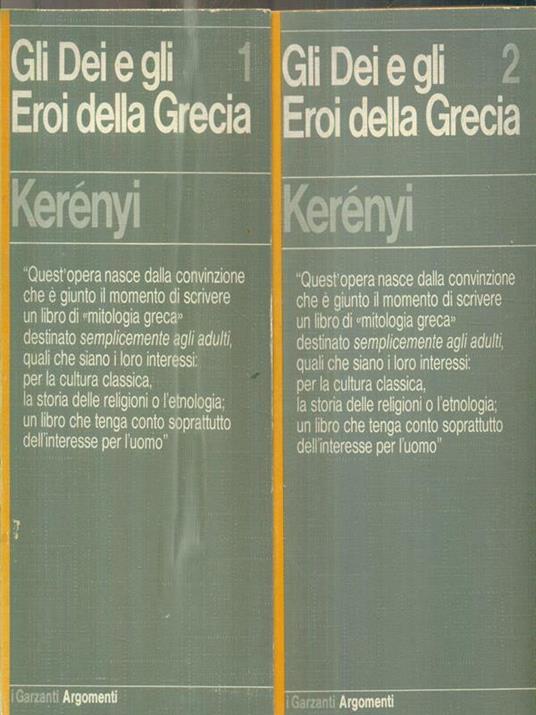 Gli Dei e gli 1
Eroi della Grecia
Kerényi
"Quest'opera nasce dalla convinzione
che è giunto il momento di scrivere
un libro di «mitologia greca»
destinato semplicemente agli adulti,
quali che siano i loro interessi:
per la cultura classica,
la storia delle religioni o l'etnologia;
un libro che tenga conto soprattutto
dell'interesse per l'uomo"
i Garzanti Argomenti
Gli Dei e gli 2
Eroi della Grecia
Kerényi
"Quest'opera nasce dalla convinzione
che è giunto il momento di scrivere
un libro di «mitologia greca»
destinato semplicemente agli adulti,
quali che siano i loro interessi:
per la cultura classica,
la storia delle religioni o l'etnologia;
un libro che tenga conto soprattutto
dell'interesse per l'uomo"
i Garzanti Argomenti